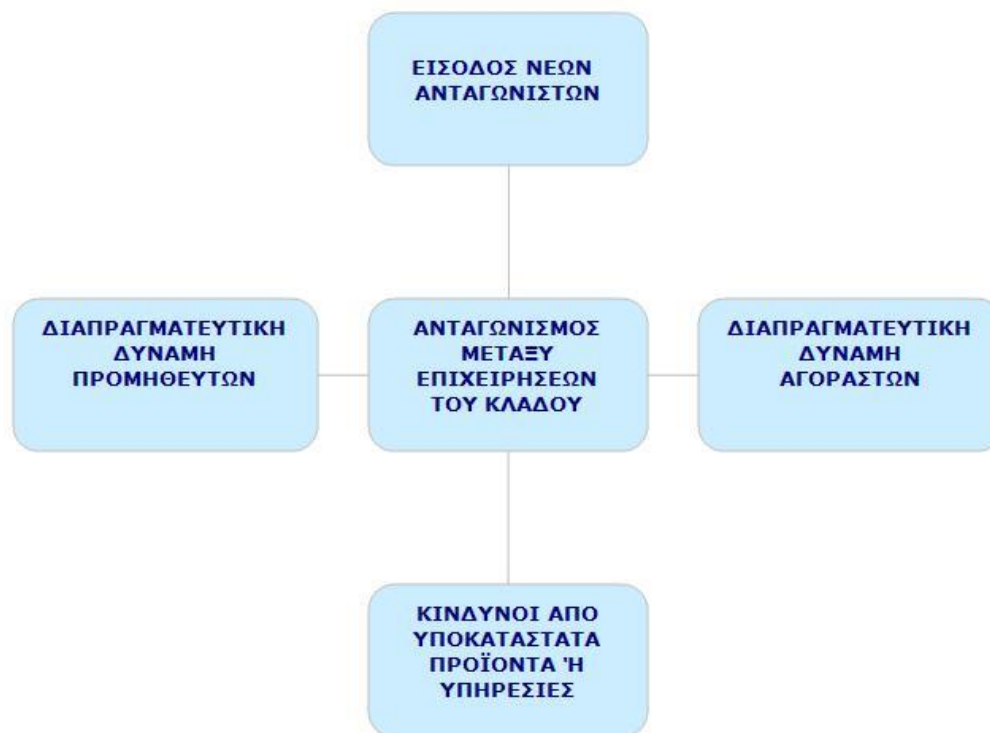 ΕΙΣΟΔΟΣ ΝΕΩΝ
ΑΝΤΑΓΩΝΙΣΤΩΝ
ΔΙΑΠΡΑΓΜΑΤΕΥΤΙΚΗ
ΔΥΝΑΜΗ
ΠΡΟΜΗΘΕΥΤΩΝ
ΑΝΤΑΓΩΝΙΣΜΟΣ
ΜΕΤΑΞΥ
ΕΠΙΧΕΙΡΗΣΕΩΝ
ΤΟΥ ΚΛΑΔΟΥ
ΔΙΑΠΡΑΓΜΑΤΕΥΤΙΚΗ
ΔΥΝΑΜΗ
ΑΓΟΡΑΣΤΩΝ
ΚΙΝΔΥΝΟΙ ΑΠΟ
ΥΠΟΚΑΤΑΣΤΑΤΑ
ΠΡΟΪΟΝΤΑ Ή
ΥΠΗΡΕΣΙΕΣ